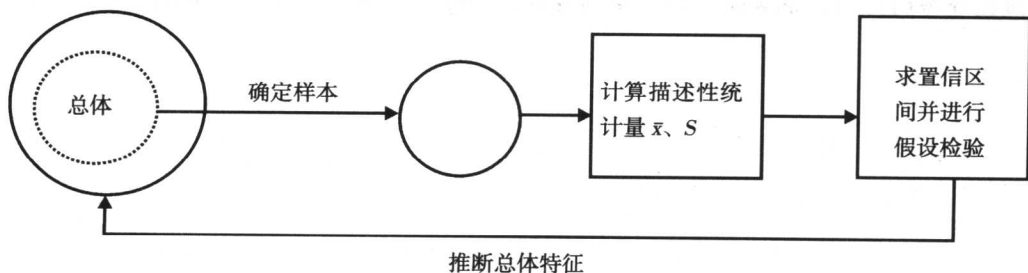 总体
确定样本
计算描述性统
计量 x̄、S
求置信区
间并进行
假设检验
推断总体特征